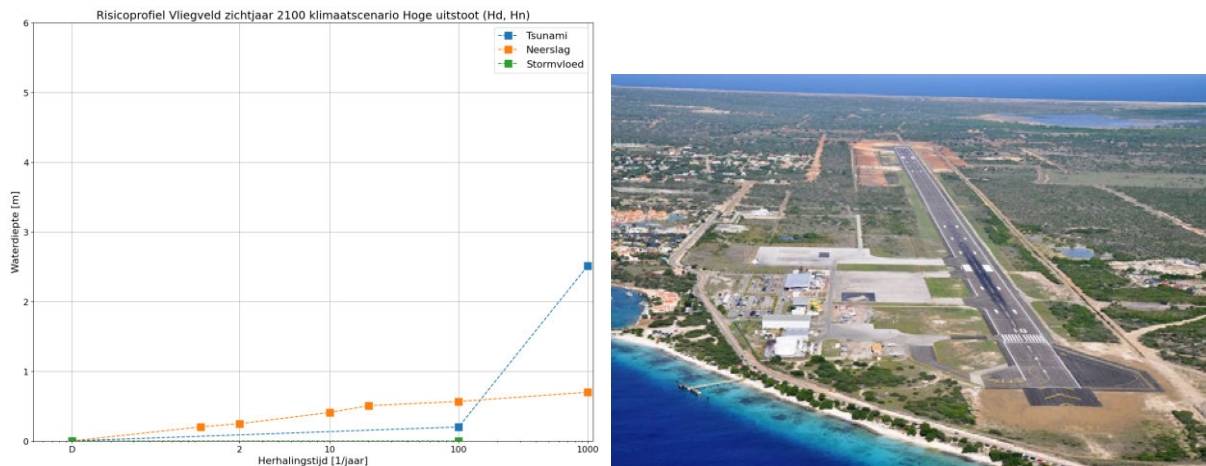 Risicoprofiel Vliegveld zichtjaar 2100 klimaatscenario Hoge uitstoot (Hd, Hn)
Tsunami
Neerslag
Stormvloed
6
5
4
3
2
1
0
Waterdiepte [m]
D
2
10
100
1000
Herhalingstijd [1/jaar]
10